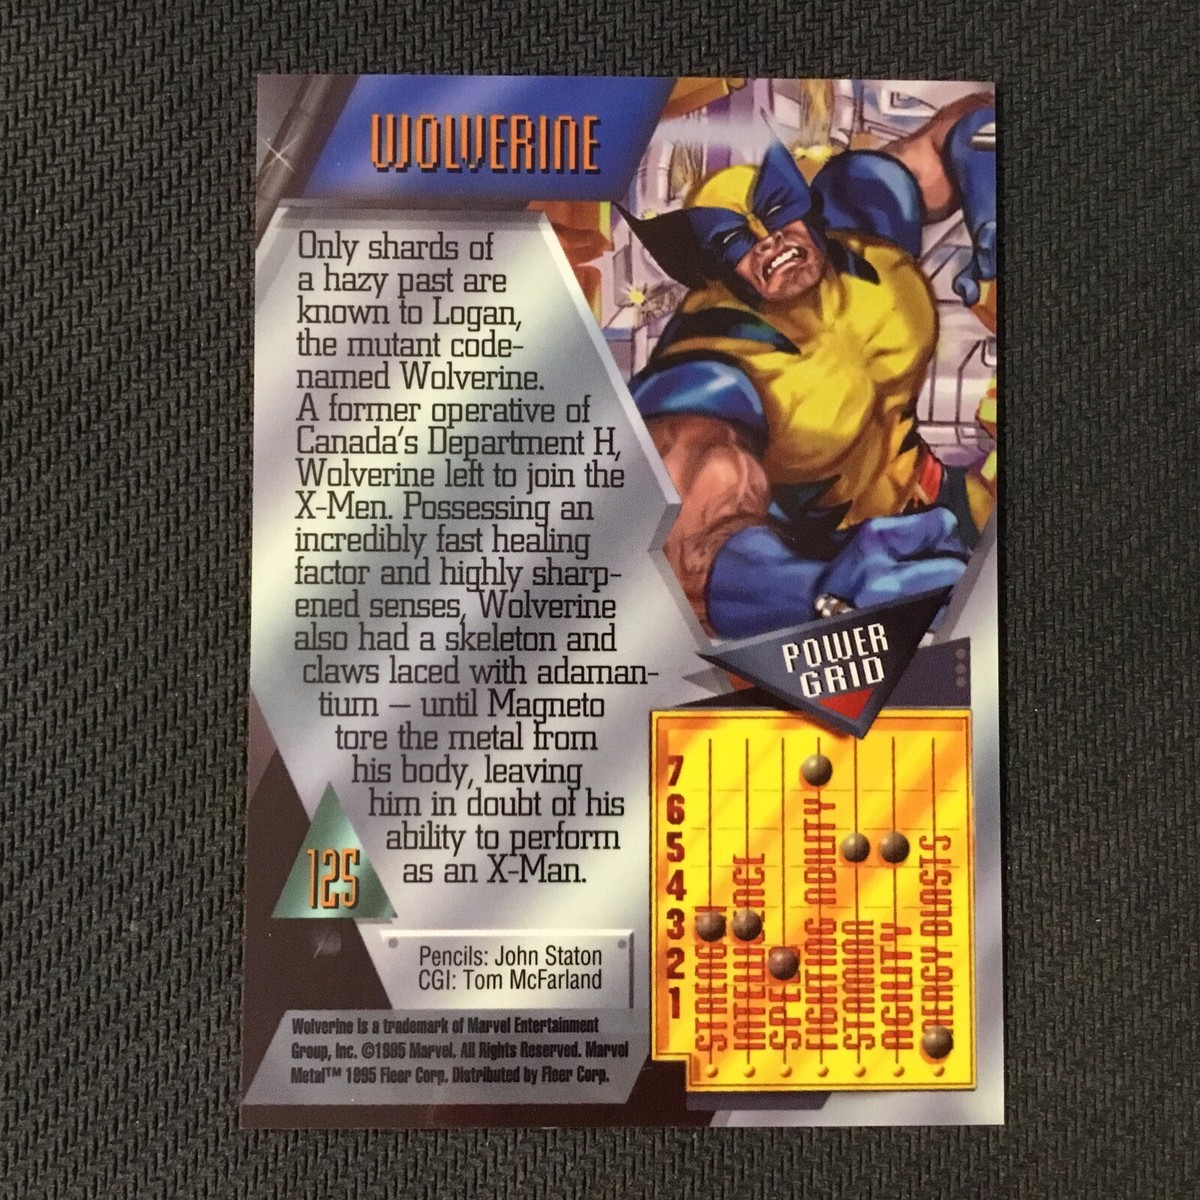 WOLVERINE
Only shards of
a hazy past are
known to Logan,
the mutant code-
named Wolverine.
A former operative of
Canada's Department H,
Wolverine left to join the
X-Men. Possessing an
incredibly fast healing
factor and highly sharp-
ened senses, Wolverine
also had a skeleton and
claws laced with adaman-
tium – until Magneto
tore the metal from
his body, leaving
him in doubt of his
ability to perform
as an X-Man.
125
Pencils: John Staton
CGI: Tom McFarland
Wolverine is a trademark of Marvel Entertainment
Group, Inc. ©1995 Marvel. All Rights Reserved. Marvel
Metal™ 1995 Fleer Corp. Distributed by Fleer Corp.
POWER
GRID
7
6
5
4
3
2
1
STRENGTH
INTELLIGENCE
SPEED
FIGHTING ABILITY
STAMINA
AGILITY
ENERGY BLASTS